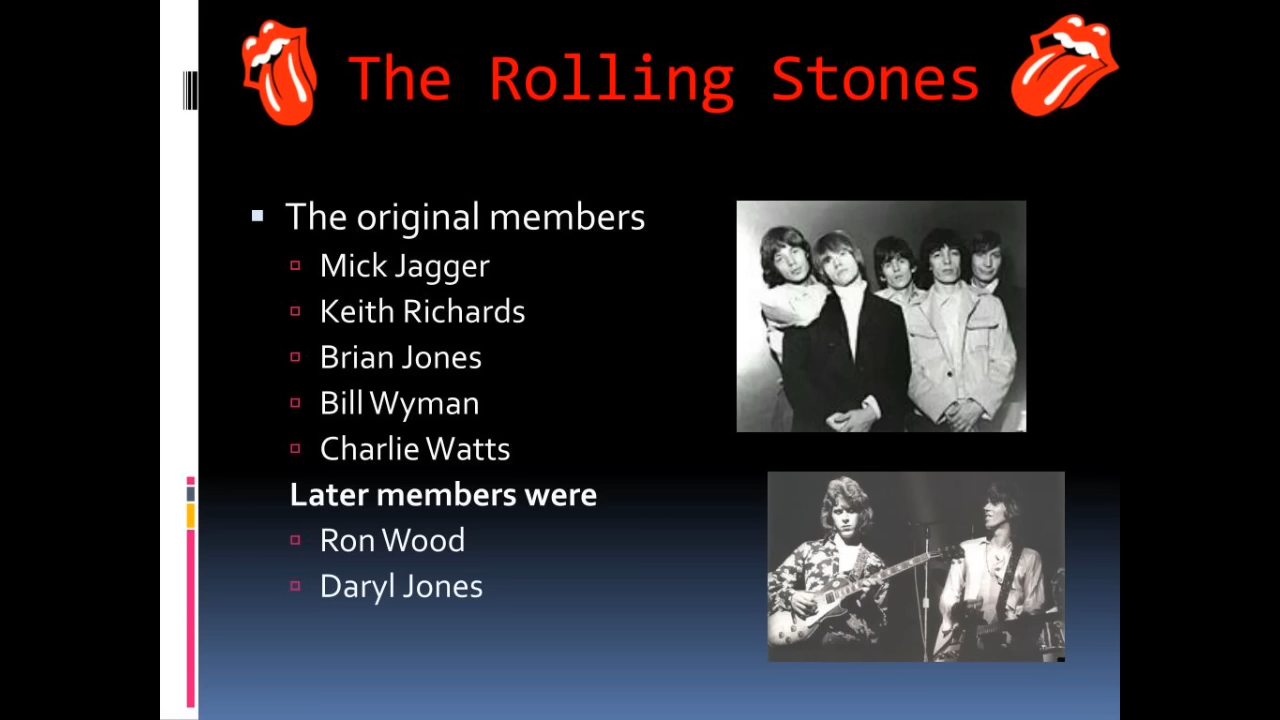 The Rolling Stones
The original members
Mick Jagger
Keith Richards
Brian Jones
Bill Wyman
Charlie Watts
Later members were
Ron Wood
Daryl Jones